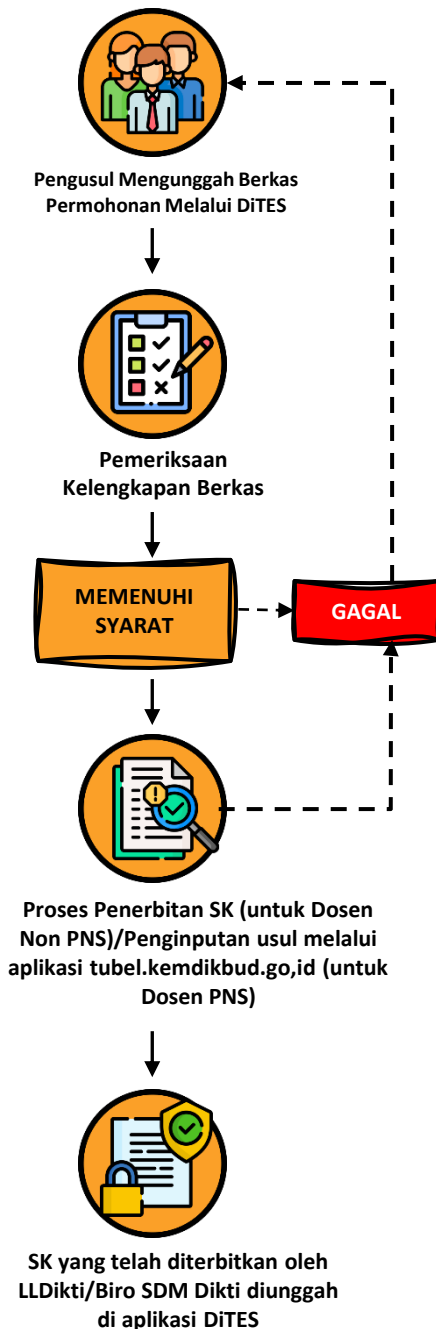 Pengusul Mengunggah Berkas
Permohonan Melalui DiTES
Pemeriksaan
Kelengkapan Berkas
MEMENUHI
SYARAT
GAGAL
Proses Penerbitan SK (untuk Dosen
Non PNS)/Penginputan usul melalui
aplikasi tubel.kemdikbud.go,id (untuk
Dosen PNS)
SK yang telah diterbitkan oleh
LLDikti/Biro SDM Dikti diunggah
di aplikasi DiTES